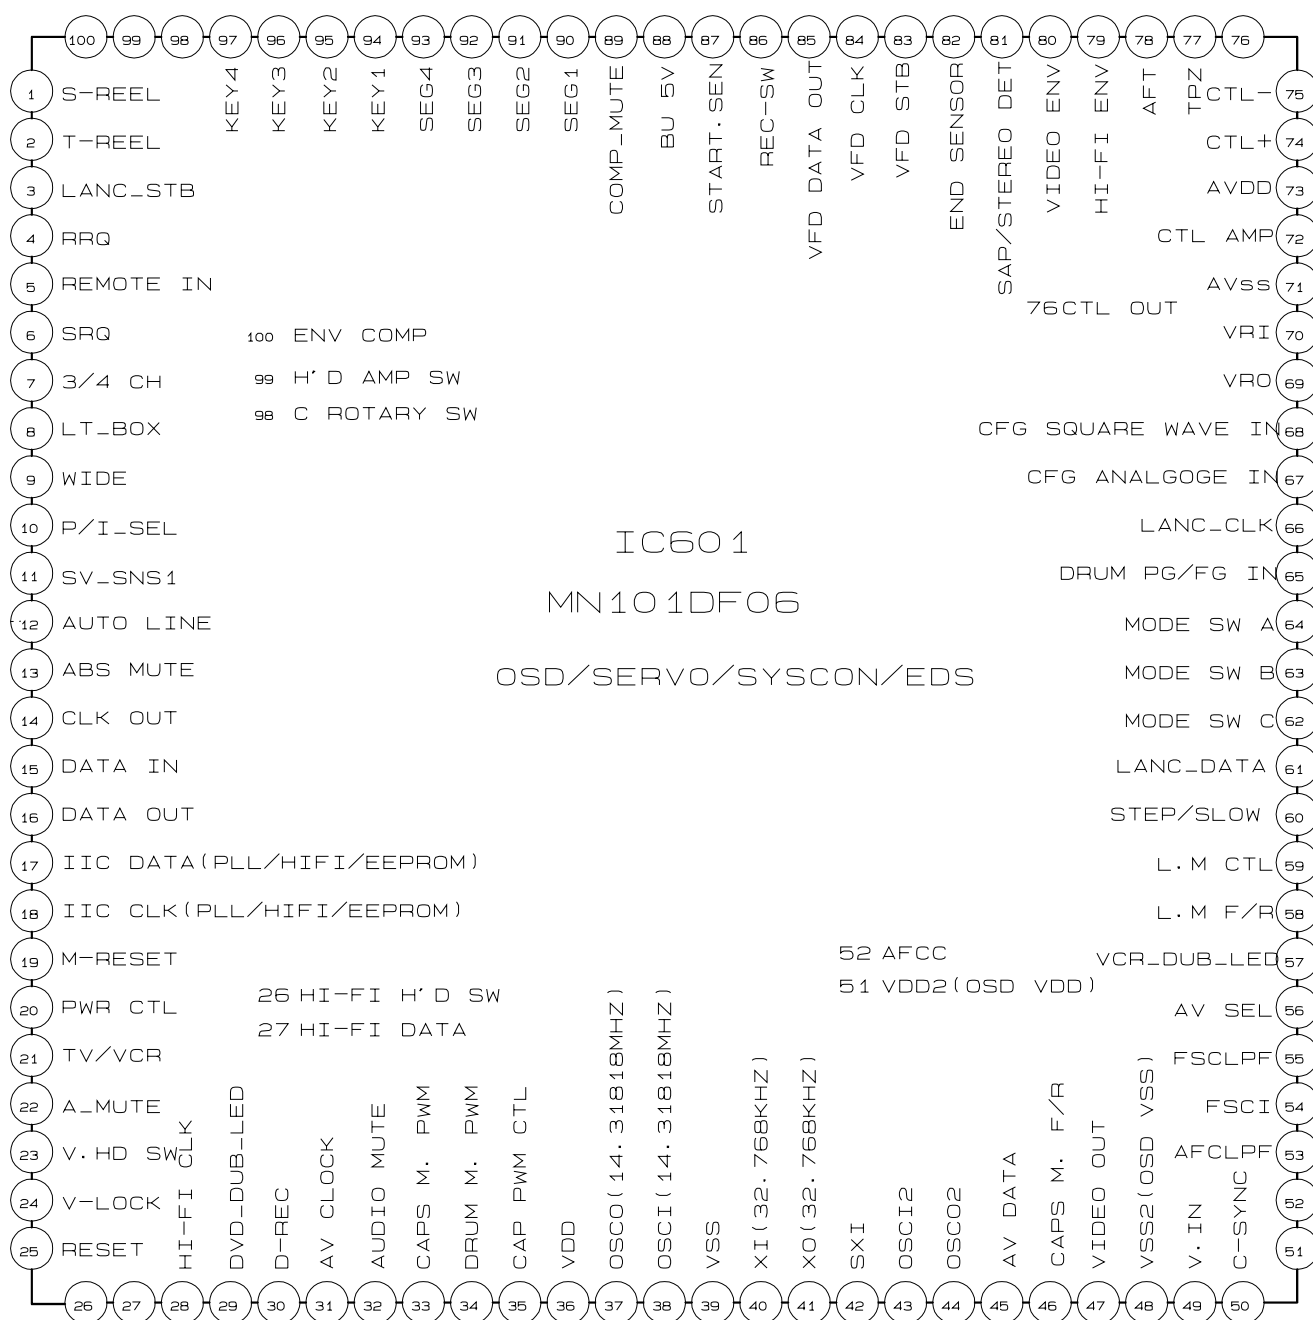 100 99 98 97 96 95 94 93 92 91 90 89 88 87 86 85 84 83 82 81 80 79 78 77 76
KEY4
KEY3
KEY2
KEY1
SEG4
SEG3
SEG2
SEG1
COMP_MUTE
BU 5V
START.SEN
REC-SW
VFD DATA OUT
VFD CLK
VFD STB
END SENSOR
SAP/STEREO DET
VIDEO ENV
HI-FI ENV
AFT
TPZ
1 S-REEL
2 T-REEL
3 LANC_STB
4 RRQ
5 REMOTE IN
6 SRQ
7 3/4 CH
8 LT_BOX
9 WIDE
10 P/I_SEL
11 SV_SNS1
12 AUTO LINE
13 ABS MUTE
14 CLK OUT
15 DATA IN
16 DATA OUT
17 IIC DATA(PLL/HIFI/EEPROM)
18 IIC CLK(PLL/HIFI/EEPROM)
19 M-RESET
20 PWR CTL
21 TV/VCR
22 A_MUTE
23 V.HD SW
24 V-LOCK
25 RESET
100 ENV COMP
99 H'D AMP SW
98 C ROTARY SW
IC601
MN101DF06
OSD/SERVO/SYSCON/EDS
26 HI-FI H'D SW
27 HI-FI DATA
52 AFCC
51 VDD2(OSD VDD)
76CTL OUT
CTL- 75
CTL+ 74
AVDD 73
CTL AMP 72
AVss 71
VRI 70
VRO 69
CFG SQUARE WAVE IN 68
CFG ANALGOGE IN 67
LANC_CLK 66
DRUM PG/FG IN 65
MODE SW A 64
MODE SW B 63
MODE SW C 62
LANC_DATA 61
STEP/SLOW 60
L.M CTL 59
L.M F/R 58
VCR_DUB_LED 57
AV SEL 56
FSCLPF 55
FSCI 54
AFCLPF 53
52
51
HI-FI CLK
DVD_DUB_LED
D-REC
AV CLOCK
AUDIO MUTE
CAPS M. PWM
DRUM M. PWM
CAP PWM CTL
VDD
OSCO(14.31818MHZ)
OSCI(14.31818MHZ)
VSS
XI(32.768KHZ)
XO(32.768KHZ)
SXI
OSCI2
OSCO2
AV DATA
CAPS M. F/R
VIDEO OUT
VSS2(OSD VSS)
V.IN
C-SYNC
26 27 28 29 30 31 32 33 34 35 36 37 38 39 40 41 42 43 44 45 46 47 48 49 50